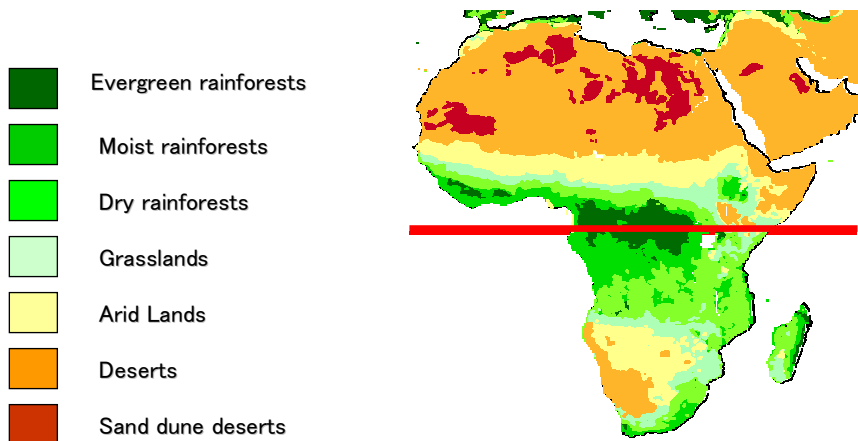 Evergreen rainforests
Moist rainforests
Dry rainforests
Grasslands
Arid Lands
Deserts
Sand dune deserts